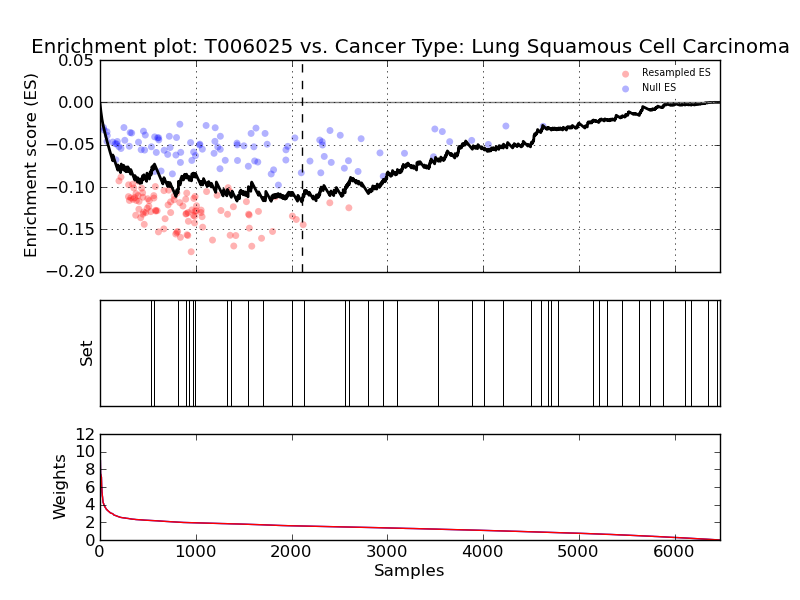 Enrichment plot: T006025 vs. Cancer Type: Lung Squamous Cell Carcinoma
Enrichment score (ES)
0.05
0.00
−0.05
−0.10
−0.15
−0.20
Resampled ES
Null ES
Set
Weights
12
10
8
6
4
2
0
0 1000 2000 3000 4000 5000 6000
Samples